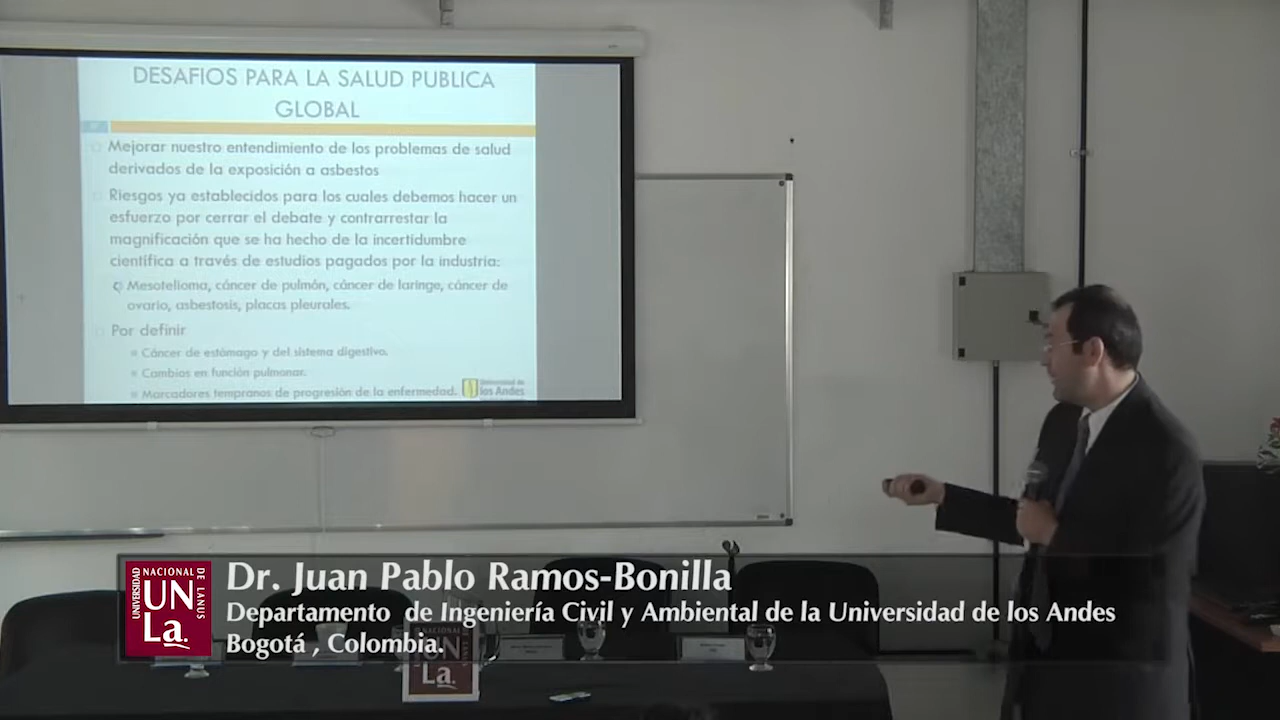 DESAFIOS PARA LA SALUD PUBLICA
GLOBAL
Mejorar nuestro entendimiento de los problemas de salud
derivados de la exposición a asbestos
Riesgos ya establecidos para los cuales debemos hacer un
esfuerzo por cerrar el debate y contrarrestar la
magnificación que se ha hecho de la incertidumbre
científica a través de estudios pagados por la industria:
Mesotelioma, cáncer de pulmón, cáncer de laringe, cáncer de
ovario, asbestosis, placas pleurales.
Por definir
Cáncer de estómago y del sistema digestivo.
Cambios en función pulmonar.
Marcadores tempranos de progresión de la enfermedad.
Universidad de
los Andes
UNIVERSIDAD NACIONAL DE LANUS
UN
La.
Dr. Juan Pablo Ramos-Bonilla
Departamento de Ingeniería Civil y Ambiental de la Universidad de los Andes
Bogotá , Colombia.
UN
La.